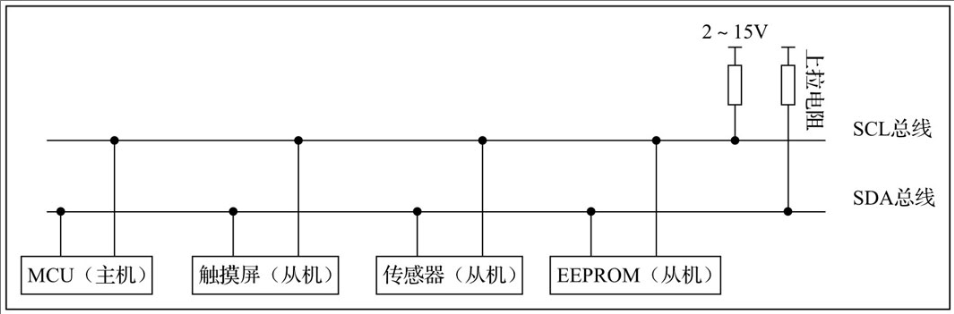 2～15V
上拉电阻
SCL总线
SDA总线
MCU（主机）
触摸屏（从机）
传感器（从机）
EEPROM（从机）